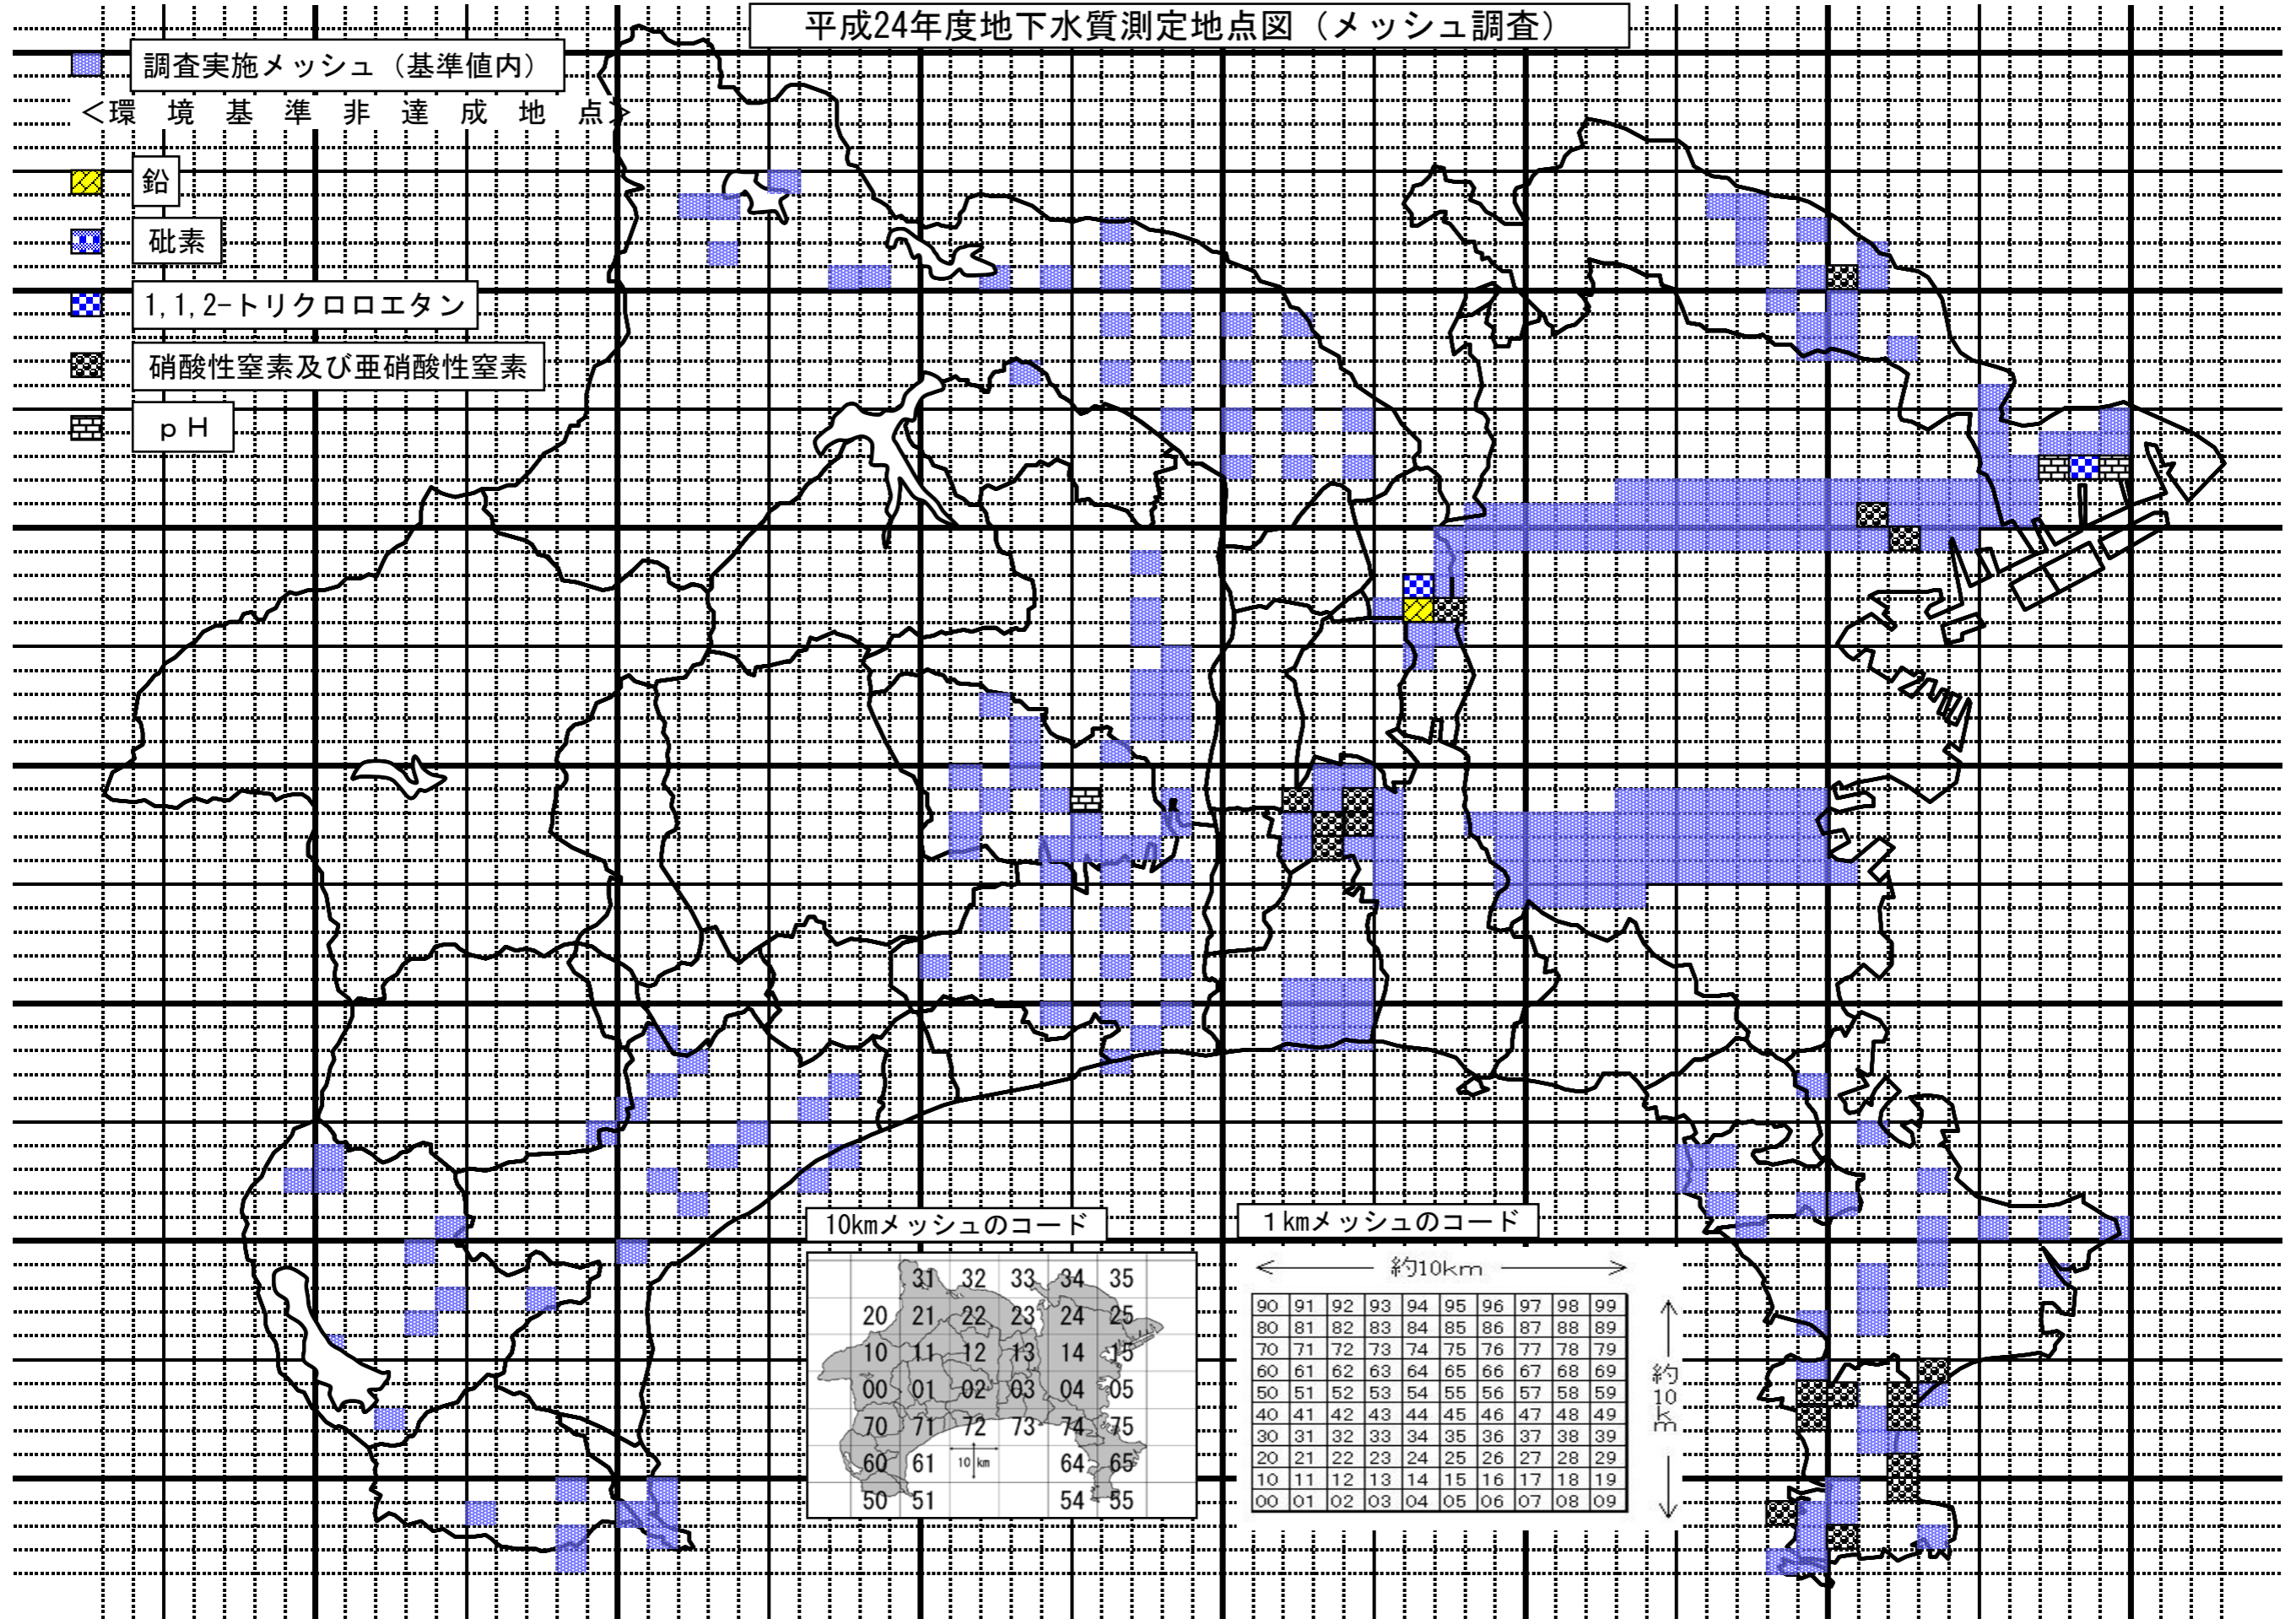 平成24年度地下水質測定地点図（メッシュ調査）
調査実施メッシュ（基準値内）
＜環境基準非達成地点＞
鉛
砒素
1,1,2-トリクロロエタン
硝酸性窒素及び亜硝酸性窒素
ｐＨ
10kmメッシュのコード
31 32 33 34 35
20 21 22 23 24 25
10 11 12 13 14 15
00 01 02 03 04 05
70 71 72 73 74 75
60 61 10 km 64 65
50 51 54 55
１kmメッシュのコード
約10km
90 91 92 93 94 95 96 97 98 99
80 81 82 83 84 85 86 87 88 89
70 71 72 73 74 75 76 77 78 79
60 61 62 63 64 65 66 67 68 69
50 51 52 53 54 55 56 57 58 59
40 41 42 43 44 45 46 47 48 49
30 31 32 33 34 35 36 37 38 39
20 21 22 23 24 25 26 27 28 29
10 11 12 13 14 15 16 17 18 19
00 01 02 03 04 05 06 07 08 09
約10km